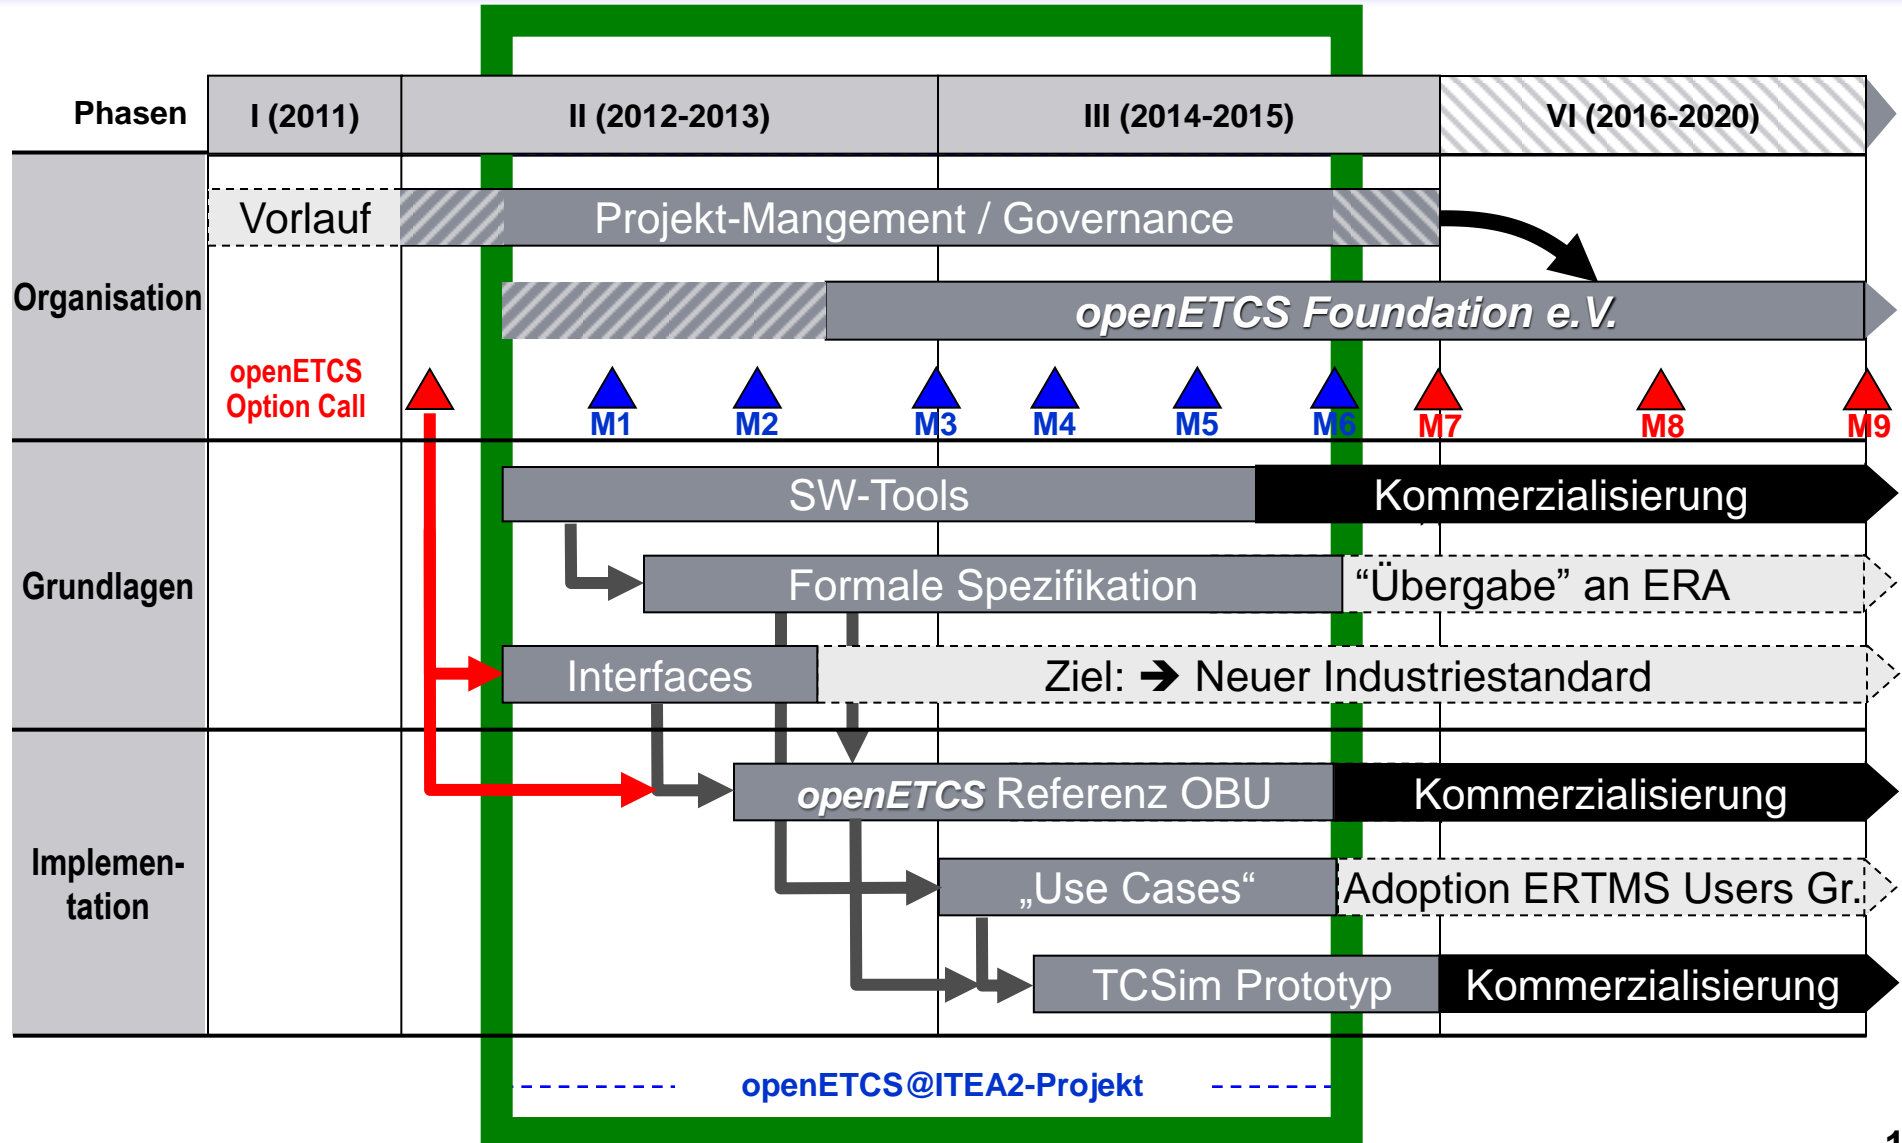 Phasen
I (2011)
II (2012-2013)
III (2014-2015)
VI (2016-2020)
Organisation
Vorlauf
Projekt-Mangement / Governance
openETCS Foundation e.V.
openETCS
Option Call
M1
M2
M3
M4
M5
M6
M7
M8
M9
Grundlagen
SW-Tools
Kommerzialisierung
Formale Spezifikation
“Übergabe” an ERA
Interfaces
Ziel: ➔ Neuer Industriestandard
Implemen-
tation
openETCS Referenz OBU
Kommerzialisierung
„Use Cases“
Adoption ERTMS Users Gr.
TCSim Prototyp
Kommerzialisierung
openETCS@ITEA2-Projekt